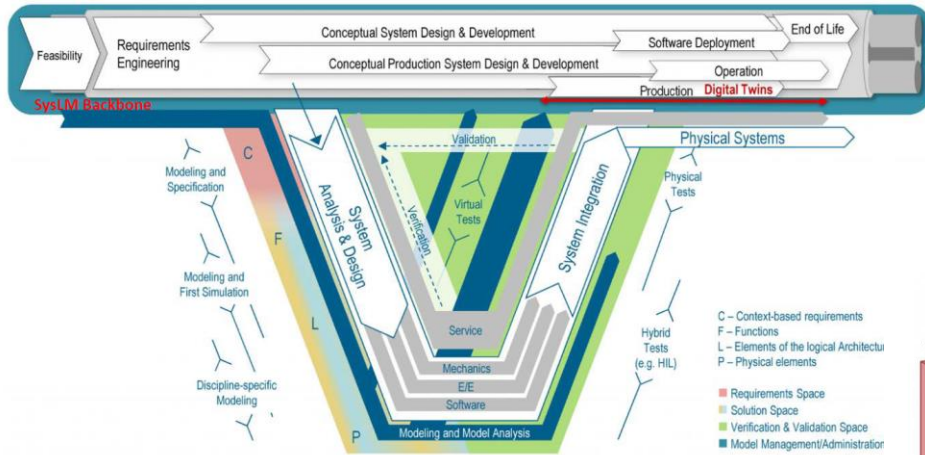 Feasibility
Requirements
Engineering
Conceptual System Design & Development
Software Deployment
End of Life
Conceptual Production System Design & Development
Operation
Production
Digital Twins
SysLM Backbone
Physical Systems
Validation
C
Modeling and
Specification
System
Analysis & Design
Verification
Virtual
Tests
System Integration
Physical
Tests
F
Modeling and
First Simulation
L
Service
Hybrid
Tests
(e.g. HIL)
Mechanics
E/E
Software
Discipline-specific
Modeling
P
Modeling and Model Analysis
C – Context-based requirements
F – Functions
L – Elements of the logical Architectu
P – Physical elements
Requirements Space
Solution Space
Verification & Validation Space
Model Management/Administration